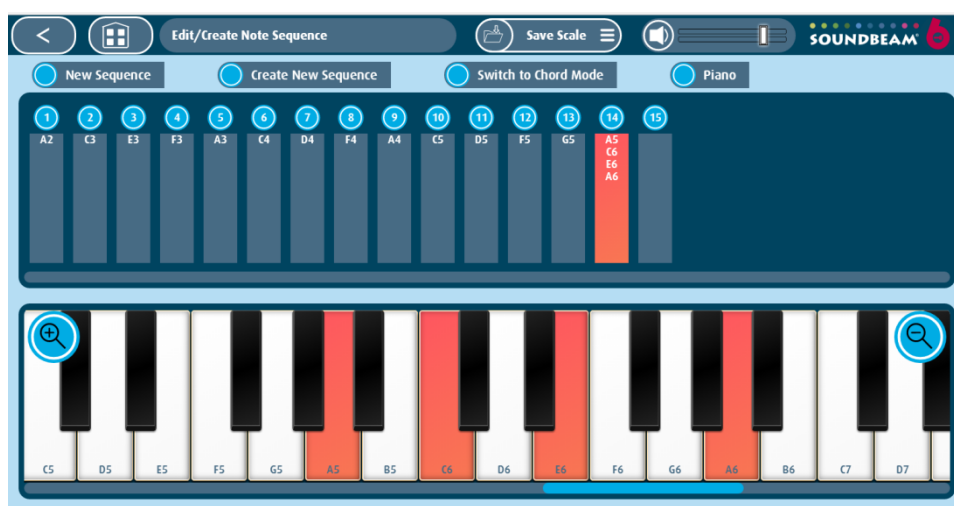 < Edit/Create Note Sequence Save Scale SOUNDBEAM 6
New Sequence Create New Sequence Switch to Chord Mode Piano
1 2 3 4 5 6 7 8 9 10 11 12 13 14 15
A2 C3 E3 F3 A3 C4 D4 F4 A4 C5 D5 F5 G5 A5
C6
E6
A6
C5 D5 E5 F5 G5 A5 B5 C6 D6 E6 F6 G6 A6 B6 C7 D7